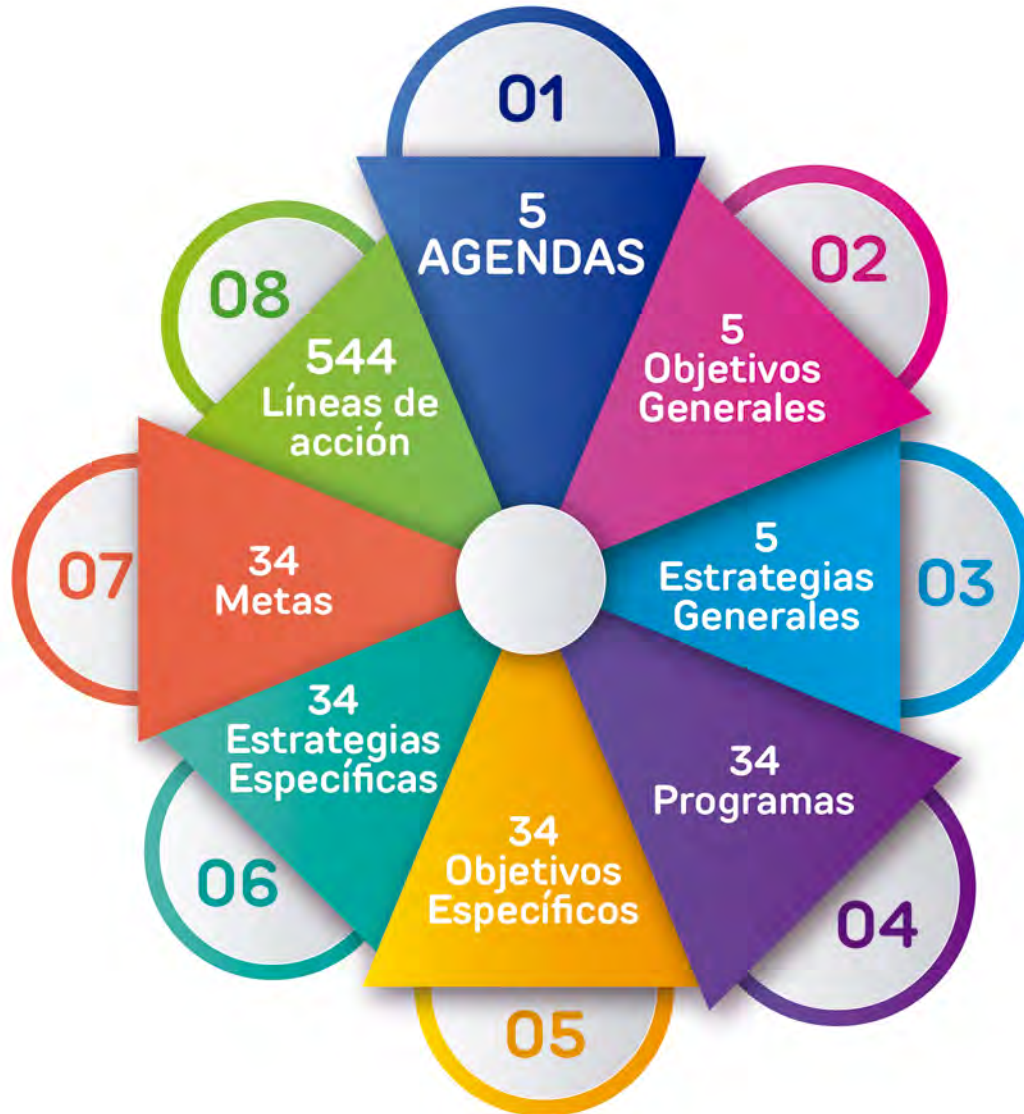 01
5
AGENDAS
02
5
Objetivos
Generales
03
5
Estrategias
Generales
04
34
Programas
05
34
Objetivos
Específicos
06
34
Estrategias
Específicas
07
34
Metas
08
544
Líneas de
acción